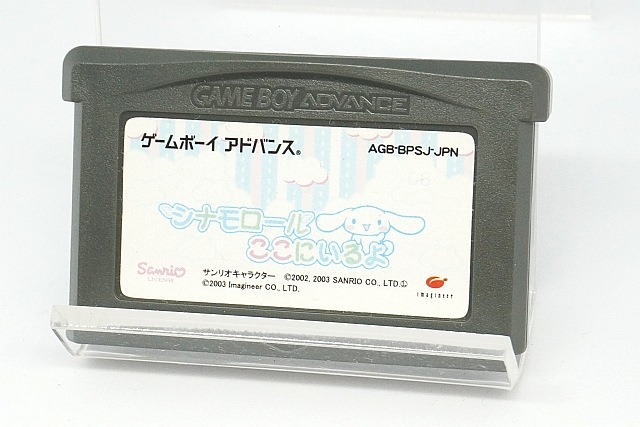 GAME BOY ADVANCE
ゲームボーイ アドバンス®
AGB-BPSJ-JPN
シナモロール
ここにいるよ
Sanrio
LICENSE
サンリオキャラクター ©2002, 2003 SANRIO CO., LTD.①
©2003 Imagineer CO., LTD.
imagineer